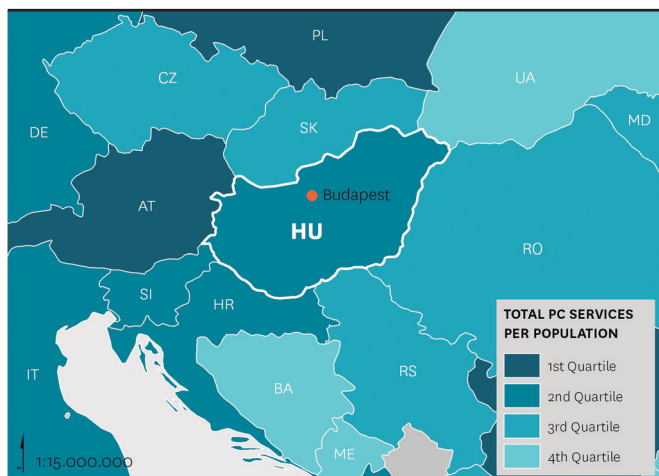 PL
CZ
UA
DE
SK
MD
AT
Budapest
HU
RO
SI
HR
IT
BA
RS
ME
TOTAL PC SERVICES
PER POPULATION
1st Quartile
2nd Quartile
3rd Quartile
4th Quartile
1:15.000.000